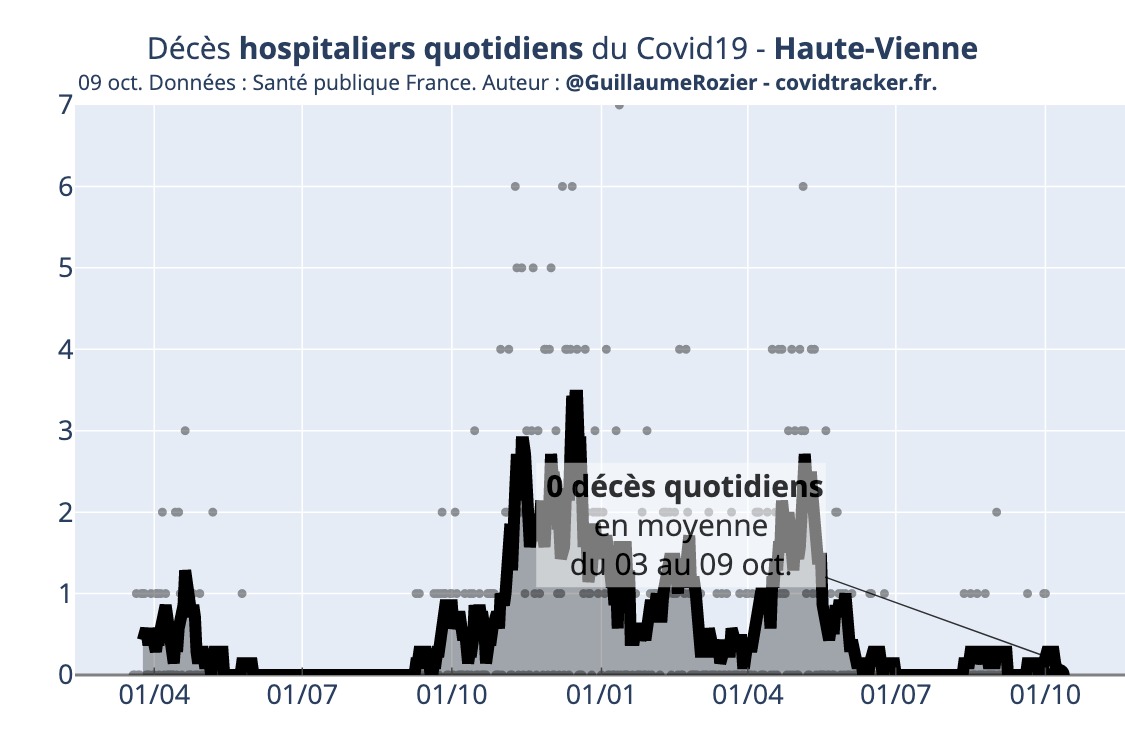 Décès hospitaliers quotidiens du Covid19 - Haute-Vienne
09 oct. Données : Santé publique France. Auteur : @GuillaumeRozier - covidtracker.fr.
7
6
5
4
3
2
1
0
0 décès quotidiens
en moyenne
du 03 au 09 oct.
01/04 01/07 01/10 01/01 01/04 01/07 01/10